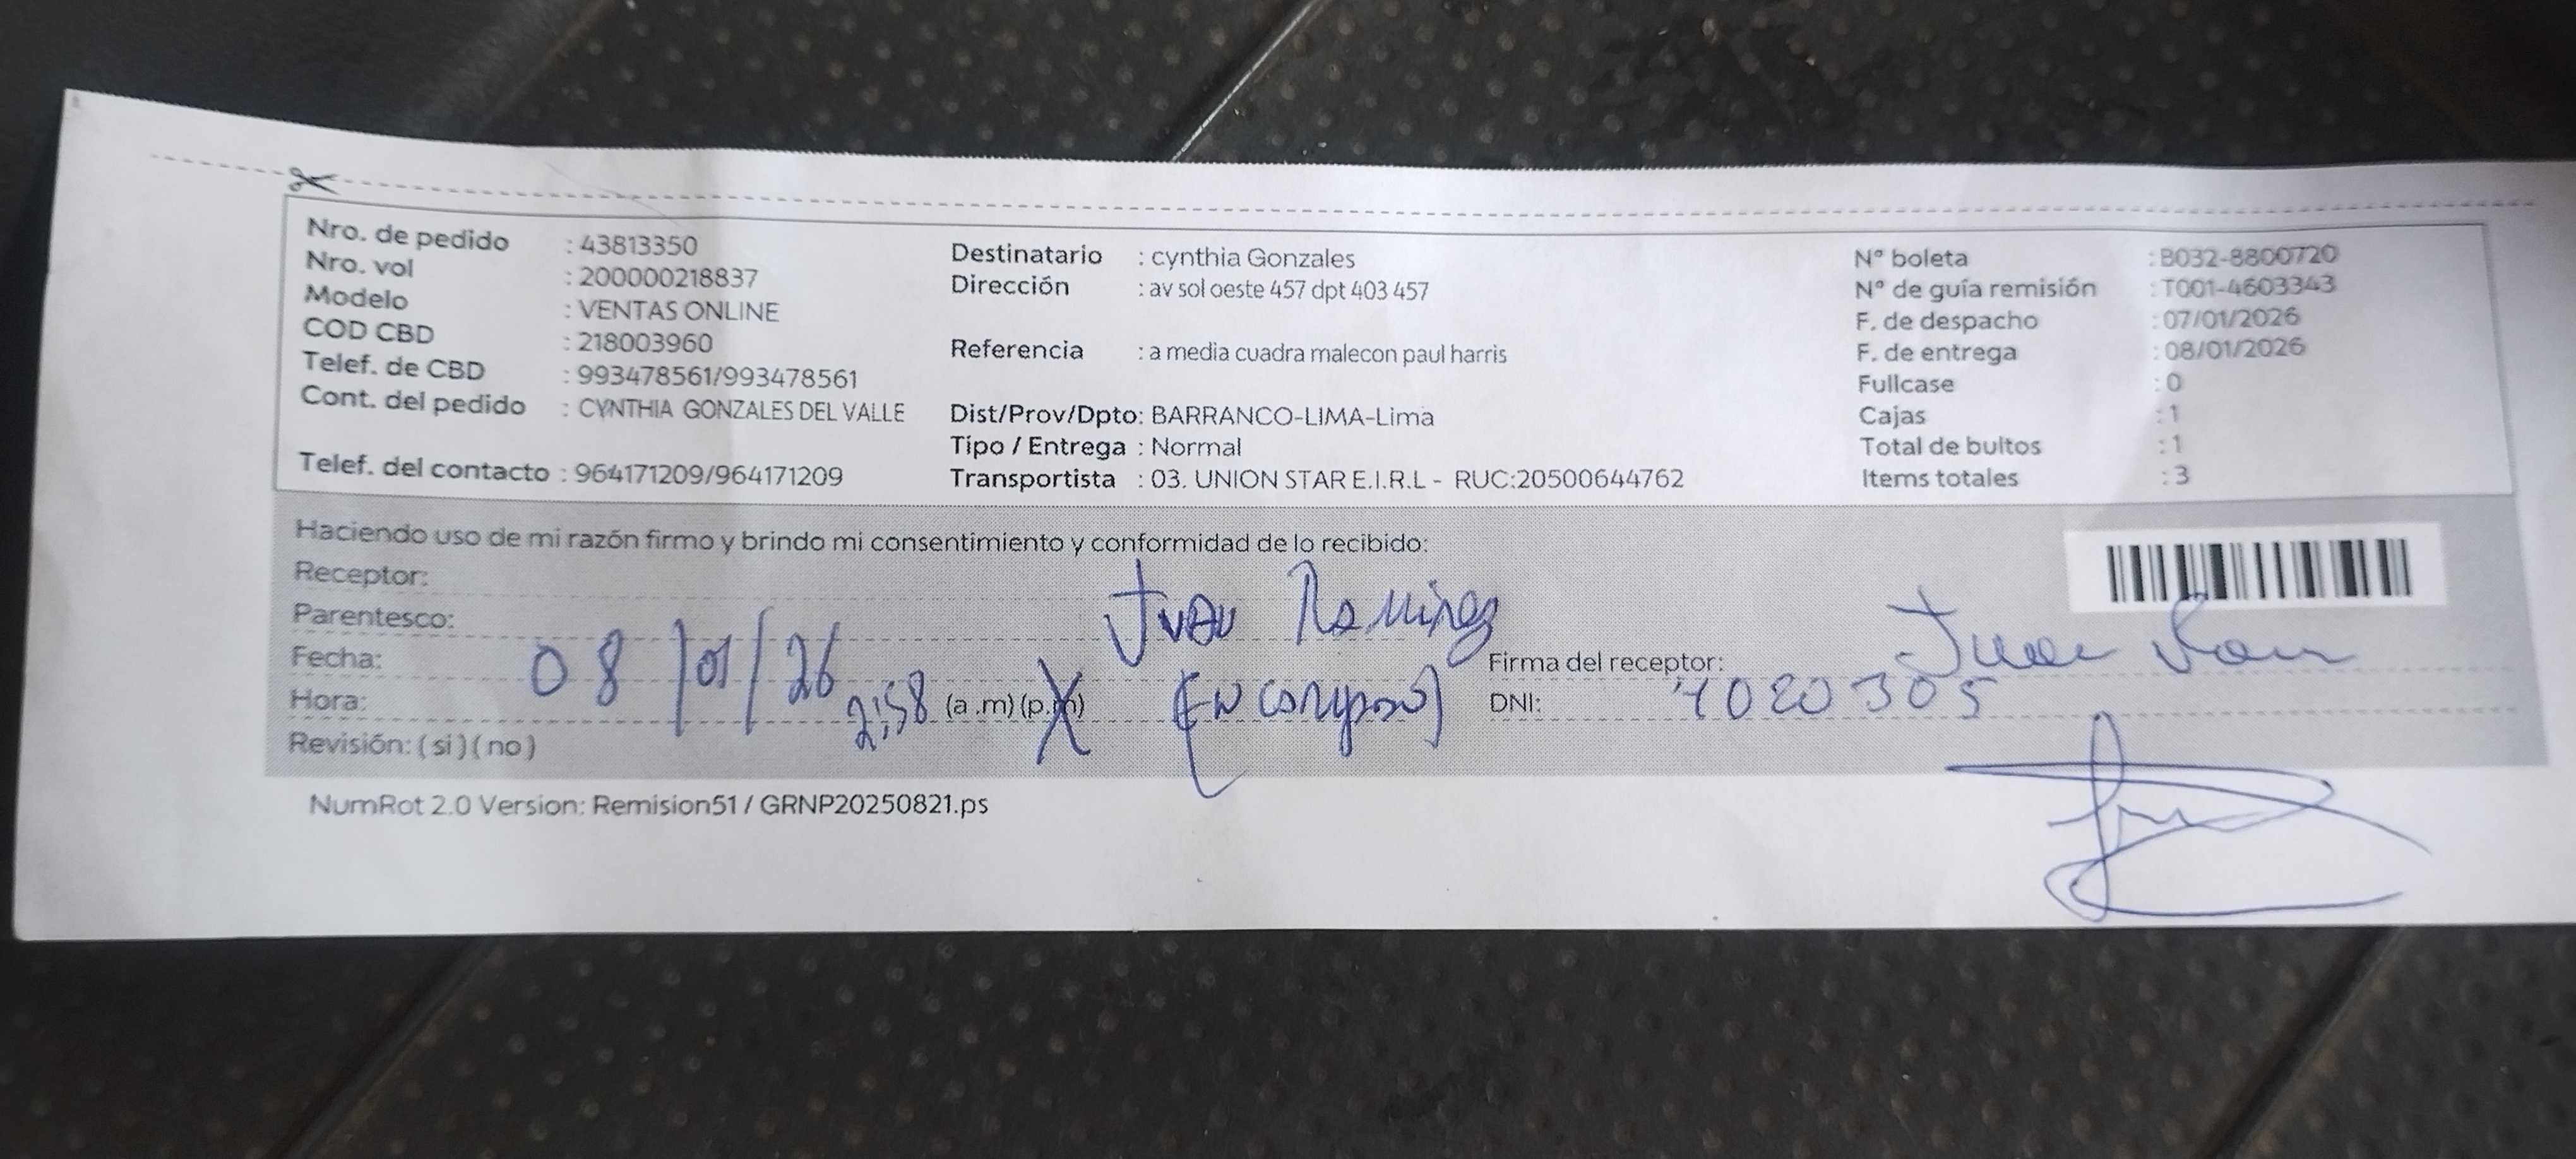 Nro. de pedido : 43813350
Nro. vol : 200000218837
Modelo : VENTAS ONLINE
COD CBD : 218003960
Telef. de CBD : 993478561/993478561
Cont. del pedido : CYNTHIA GONZALES DEL VALLE
Telef. del contacto : 964171209/964171209
Destinatario : cynthia Gonzales
Dirección : av sol oeste 457 dpt 403 457
Referencia : a media cuadra malecon paul harris
Dist/Prov/Dpto: BARRANCO-LIMA-Lima
Tipo / Entrega : Normal
Transportista : 03. UNION STAR E.I.R.L - RUC:20500644762
N° boleta : B032-8800720
N° de guía remisión : T001-4603343
F. de despacho : 07/01/2026
F. de entrega : 08/01/2026
Fullcase : 0
Cajas : 1
Total de bultos : 1
Items totales : 3
Haciendo uso de mi razón firmo y brindo mi consentimiento y conformidad de lo recibido:
Receptor:
Juan Ramirez
Parentesco:
Fecha: 08/01/26
Hora: 2:58 (a .m) (p.m)
Revisión: ( si ) ( no )
Firma del receptor: Juan
DNI: 1020305
NumRot 2.0 Version: Remision51 / GRNP20250821.ps